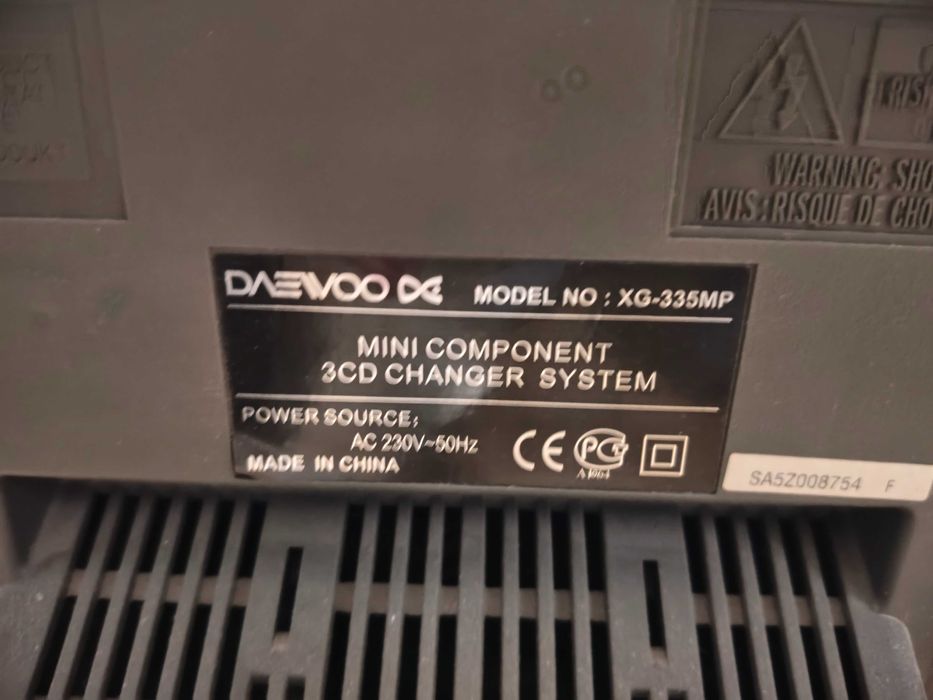 WARNING: SHO
AVIS: RISQUE DE CHO
DAEWOO
MODEL NO : XG-335MP
MINI COMPONENT
3CD CHANGER SYSTEM
POWER SOURCE:
AC 230V~50Hz
MADE IN CHINA
CE
SA5Z008754 F